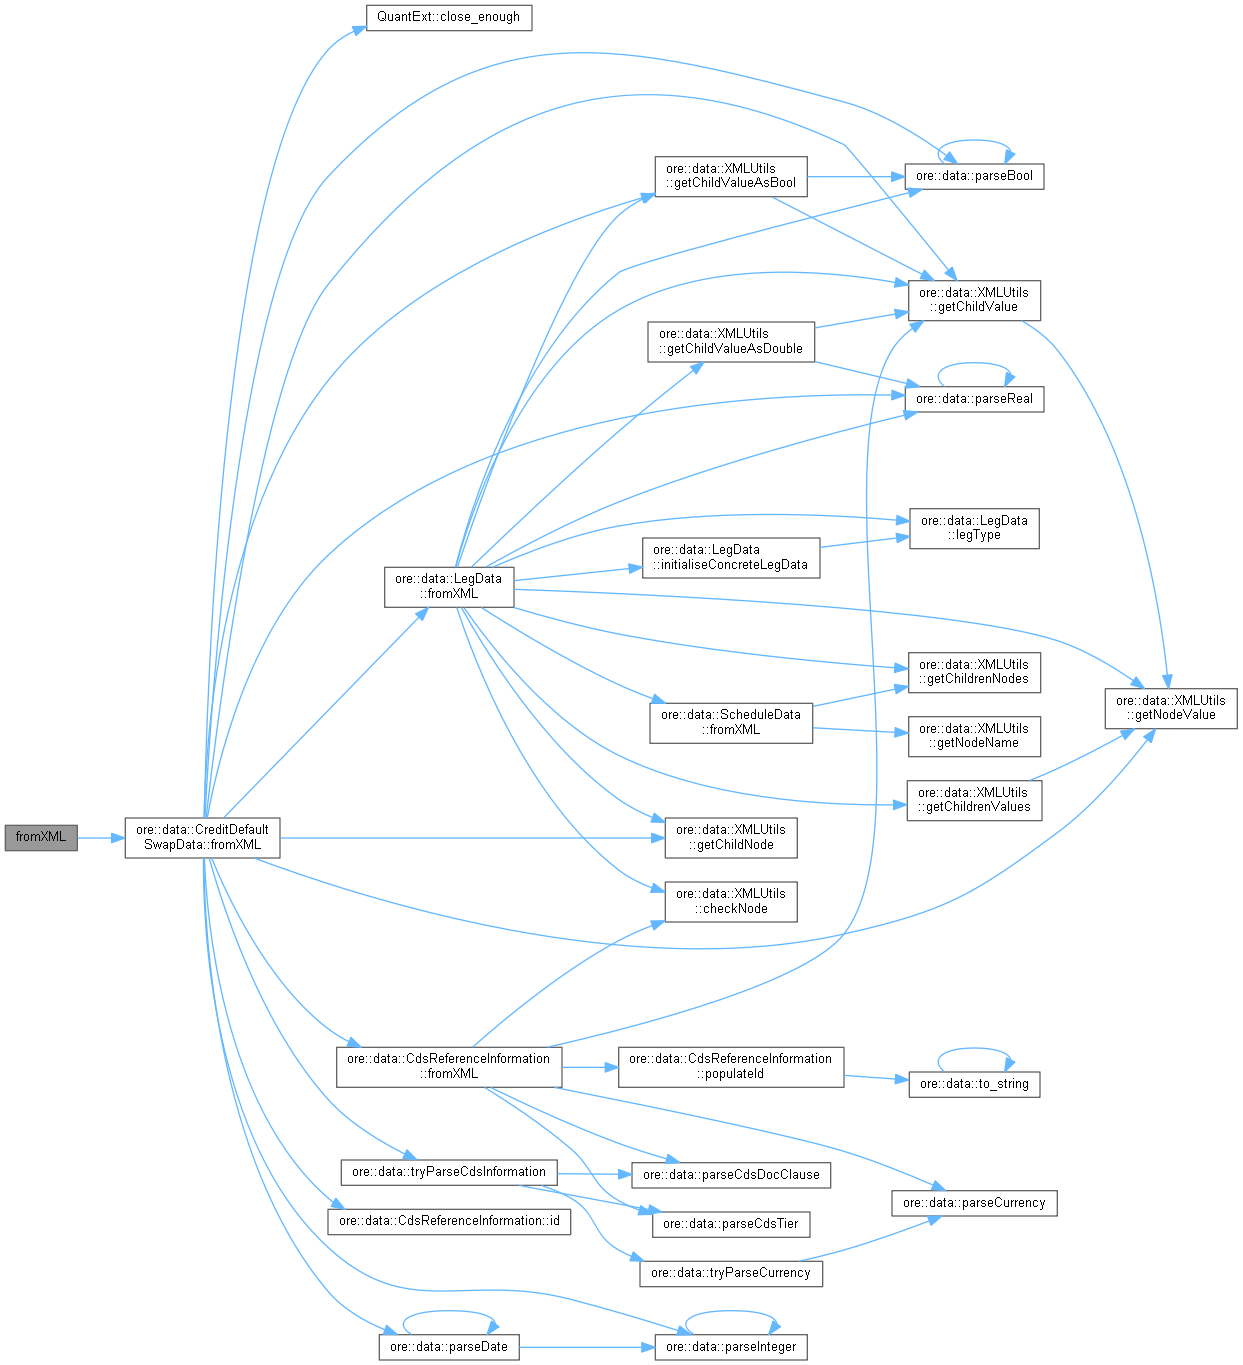 QuantExt::close_enough
ore::data::XMLUtils
::getChildValueAsBool
ore::data::parseBool
ore::data::XMLUtils
::getChildValue
ore::data::XMLUtils
::getChildValueAsDouble
ore::data::parseReal
ore::data::LegData
::legType
ore::data::LegData
::initialiseConcreteLegData
ore::data::LegData
::fromXML
ore::data::XMLUtils
::getChildrenNodes
ore::data::ScheduleData
::fromXML
ore::data::XMLUtils
::getNodeValue
ore::data::XMLUtils
::getNodeName
ore::data::XMLUtils
::getChildrenValues
fromXML
ore::data::CreditDefault
SwapData::fromXML
ore::data::XMLUtils
::getChildNode
ore::data::XMLUtils
::checkNode
ore::data::CdsReferenceInformation
::fromXML
ore::data::CdsReferenceInformation
::populateId
ore::data::to_string
ore::data::tryParseCdsInformation
ore::data::parseCdsDocClause
ore::data::parseCurrency
ore::data::CdsReferenceInformation::id
ore::data::parseCdsTier
ore::data::tryParseCurrency
ore::data::parseDate
ore::data::parseInteger